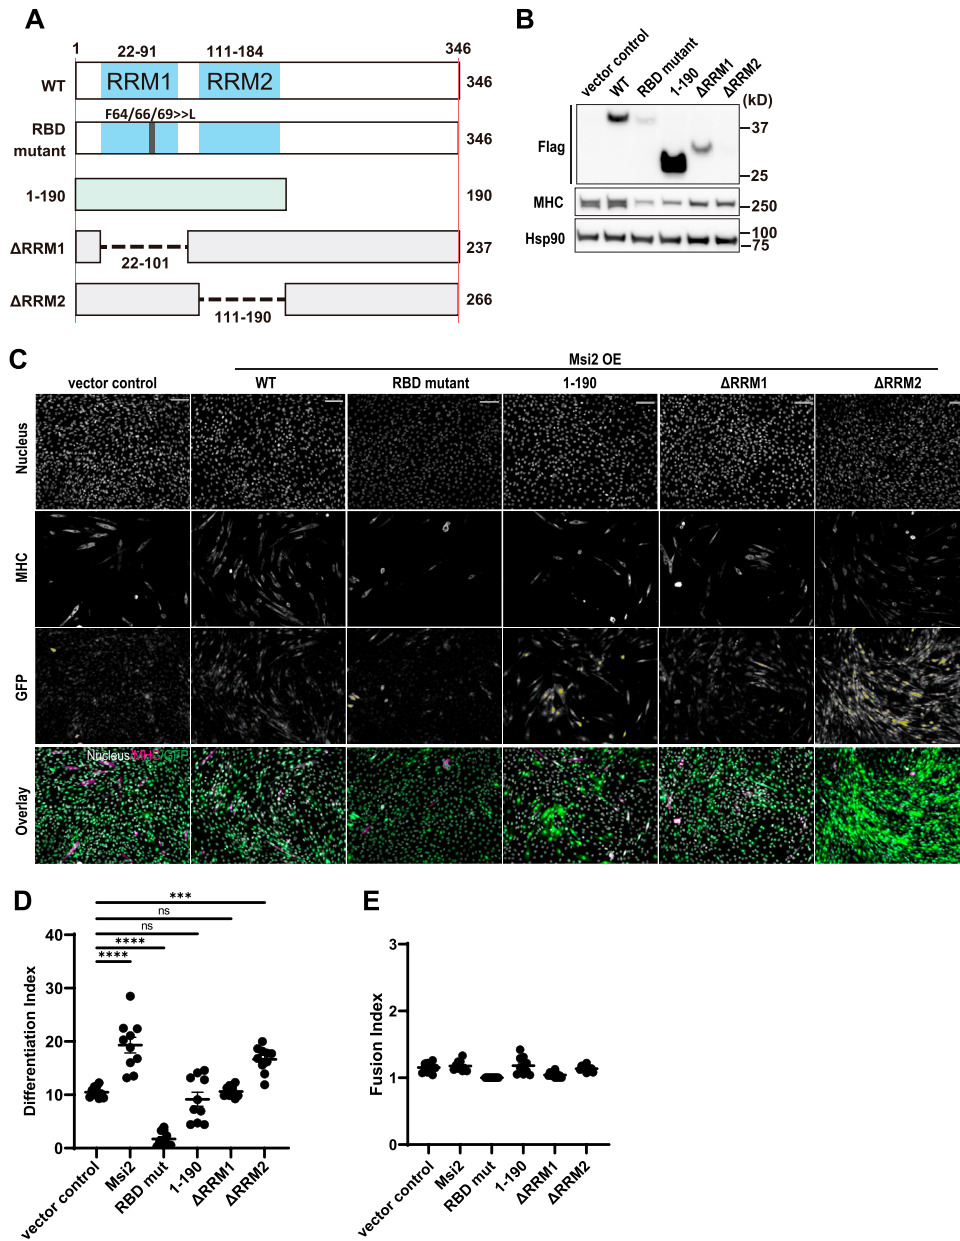 A
1 22-91 111-184 346
WT RRM1 RRM2 346
F64/66/69>>L
RBD
mutant 346
1-190 190
ΔRRM1 237
22-101
ΔRRM2 266
111-190
B
vector control WT RBD mutant 1-190 ΔRRM1 ΔRRM2
(kD)
Flag 37
25
MHC 250
Hsp90 100
75
C
Msi2 OE
vector control WT RBD mutant 1-190 ΔRRM1 ΔRRM2
Nucleus
MHC
GFP
Overlay
Nucleus/MHC/GFP
D
***
ns
ns
****
****
Differentiation Index
40
30
20
10
0
vector control Msi2 RBD mut 1-190 ΔRRM1 ΔRRM2
E
Fusion Index
3
2
1
0
vector control Msi2 RBD mut 1-190 ΔRRM1 ΔRRM2